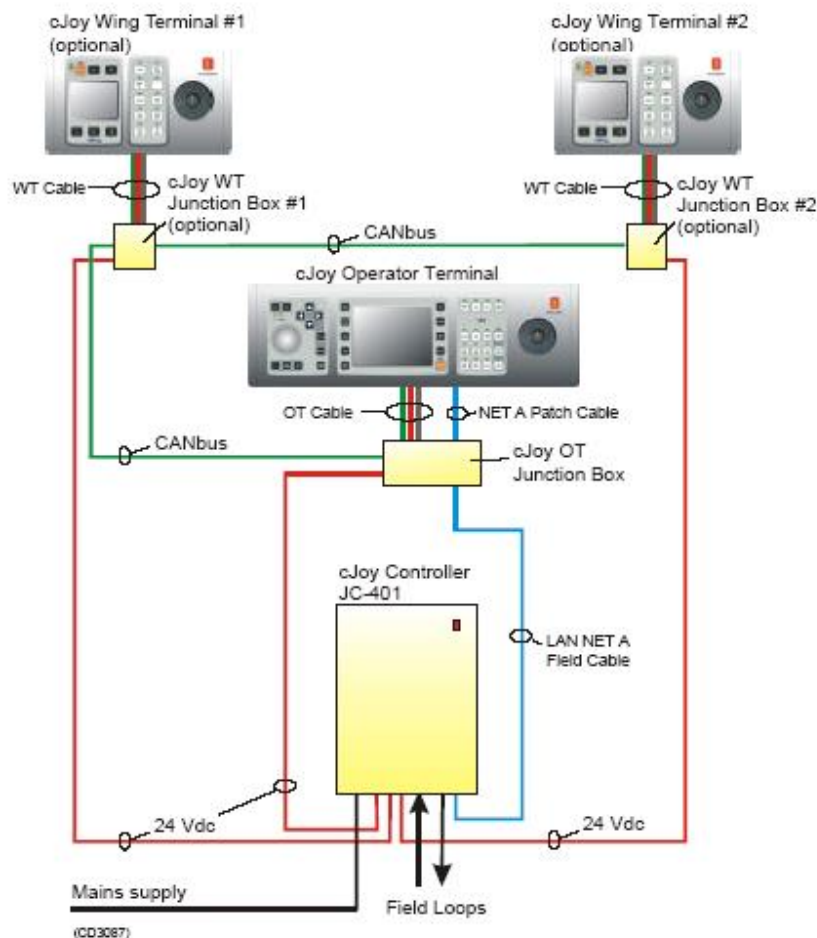 cJoy Wing Terminal #1
(optional)
cJoy Wing Terminal #2
(optional)
WT Cable
cJoy WT
Junction Box #1
(optional)
WT Cable
cJoy WT
Junction Box #2
(optional)
CANbus
cJoy Operator Terminal
OT Cable
NET A Patch Cable
CANbus
cJoy OT
Junction Box
cJoy Controller
JC-401
LAN NET A
Field Cable
24 Vdc
24 Vdc
Mains supply
Field Loops
(CD3087)